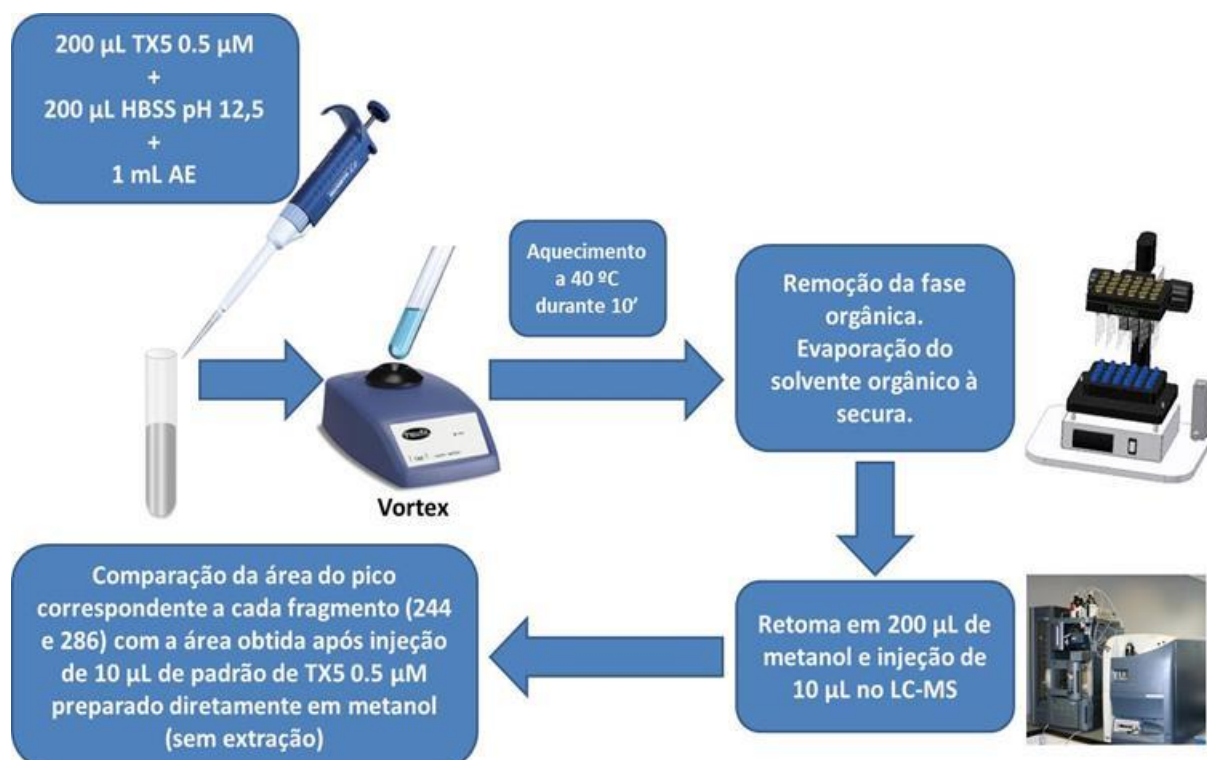 200 µL TX5 0.5 µM
+
200 µL HBSS pH 12,5
+
1 mL AE
Vortex
Aquecimento
a 40 ºC
durante 10’
Remoção da fase
orgânica.
Evaporação do
solvente orgânico à
secura.
Retoma em 200 µL de
metanol e injeção de
10 µL no LC-MS
Comparação da área do pico
correspondente a cada fragmento (244
e 286) com a área obtida após injeção
de 10 µL de padrão de TX5 0.5 µM
preparado diretamente em metanol
(sem extração)